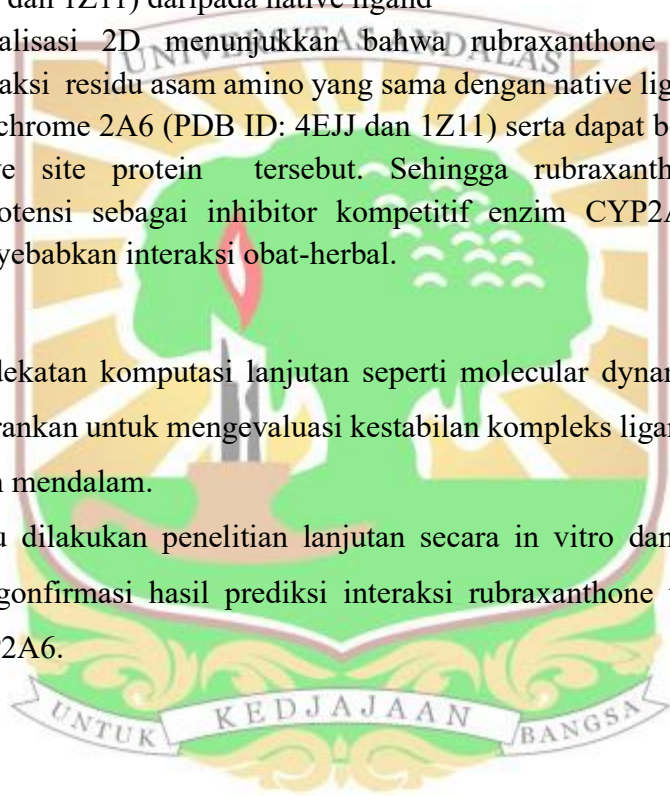 dan 1Z11) daripada native ligand
alisasi 2D menunjukkan bahwa rubraxanthone
UNIVERSITAS ANDALAS
aksi residu asam amino yang sama dengan native lig
chrome 2A6 (PDB ID: 4EJJ dan 1Z11) serta dapat b
ve site protein tersebut. Sehingga rubraxanth
otensi sebagai inhibitor kompetitif enzim CYP2A
yebabkan interaksi obat-herbal.
dekatan komputasi lanjutan seperti molecular dynam
rankan untuk mengevaluasi kestabilan kompleks ligan
n mendalam.
u dilakukan penelitian lanjutan secara in vitro dan
gonfirmasi hasil prediksi interaksi rubraxanthone
P2A6.
UNTUK KEDJAJAAN BANGSA